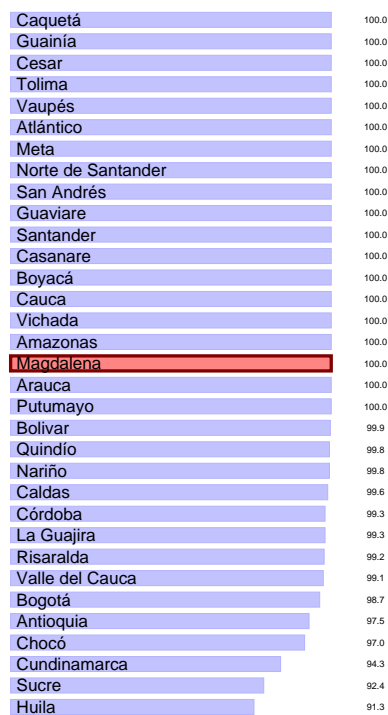 Caquetá 100.0
Guainía 100.0
Cesar 100.0
Tolima 100.0
Vaupés 100.0
Atlántico 100.0
Meta 100.0
Norte de Santander 100.0
San Andrés 100.0
Guaviare 100.0
Santander 100.0
Casanare 100.0
Boyacá 100.0
Cauca 100.0
Vichada 100.0
Amazonas 100.0
Magdalena 100.0
Arauca 100.0
Putumayo 100.0
Bolivar 99.9
Quindío 99.8
Nariño 99.8
Caldas 99.6
Córdoba 99.3
La Guajira 99.3
Risaralda 99.2
Valle del Cauca 99.1
Bogotá 98.7
Antioquia 97.5
Chocó 97.0
Cundinamarca 94.3
Sucre 92.4
Huila 91.3